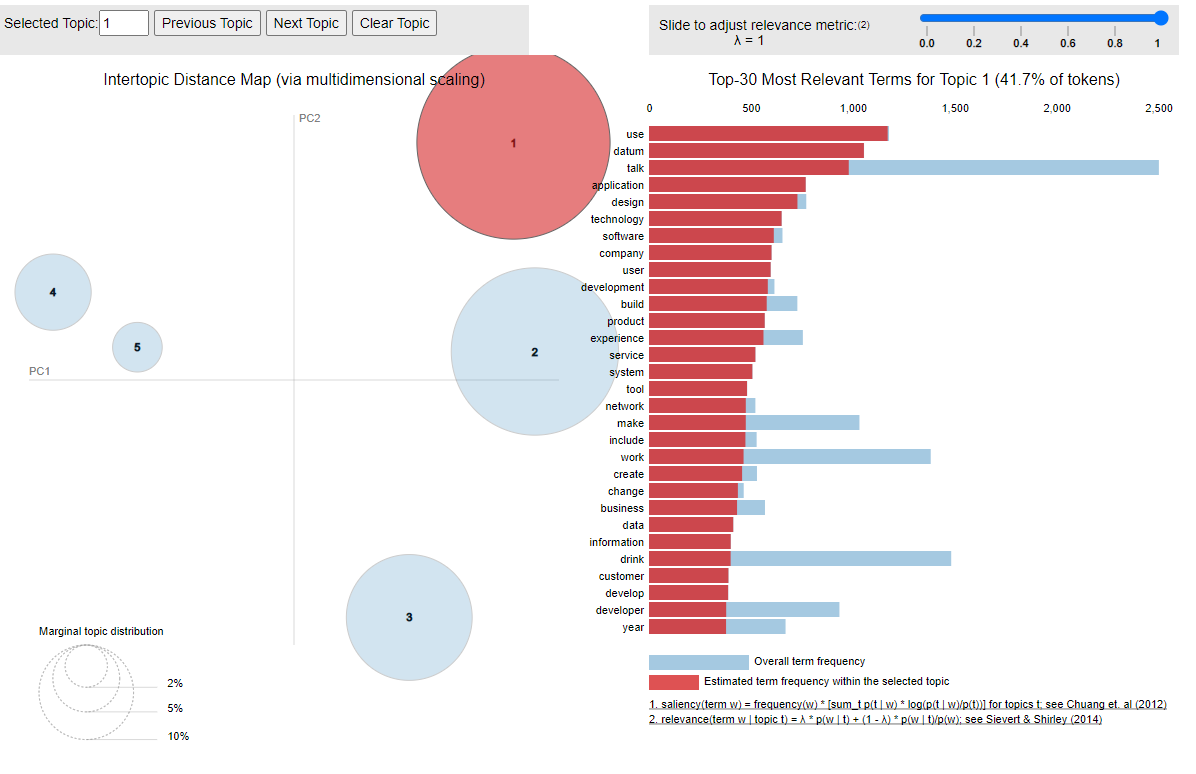 Selected Topic: 1 Previous Topic Next Topic Clear Topic
Slide to adjust relevance metric:(2)
λ = 1
0.0 0.2 0.4 0.6 0.8 1
Intertopic Distance Map (via multidimensional scaling)
PC2
1
4
5
2
PC1
3
Marginal topic distribution
2%
5%
10%
Top-30 Most Relevant Terms for Topic 1 (41.7% of tokens)
0 500 1,000 1,500 2,000 2,500
use
datum
talk
application
design
technology
software
company
user
development
build
product
experience
service
system
tool
network
make
include
work
create
change
business
data
information
drink
customer
develop
developer
year
Overall term frequency
Estimated term frequency within the selected topic
1. saliency(term w) = frequency(w) * [sum_t p(t | w) * log(p(t | w)/p(t))] for topics t; see Chuang et. al (2012)
2. relevance(term w | topic t) = λ * p(w | t) + (1 - λ) * p(w | t)/p(w); see Sievert & Shirley (2014)